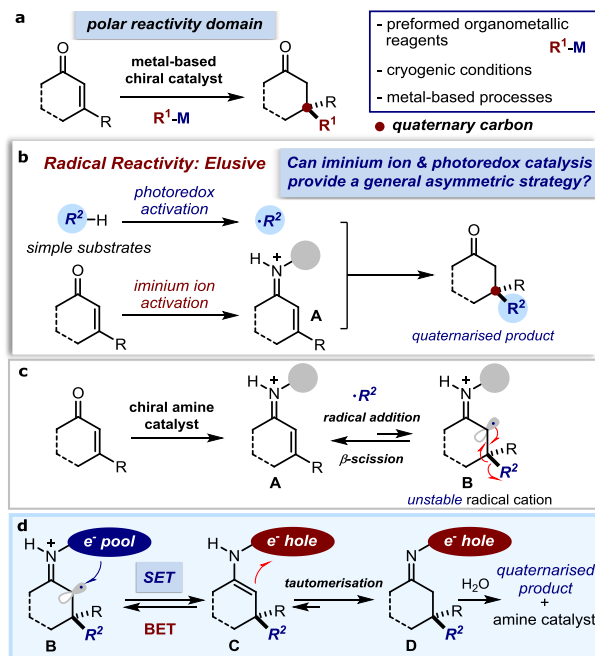 a
polar reactivity domain
O
R
metal-based
chiral catalyst
R¹-M
O
R
R¹
- preformed organometallic
reagents
R¹-M
- cryogenic conditions
- metal-based processes
quaternary carbon
b
Radical Reactivity: Elusive
Can iminium ion & photoredox catalysis
provide a general asymmetric strategy?
R²–H
photoredox
activation
·R²
simple substrates
O
R
iminium ion
activation
H
+
N
A
R
O
R
R²
quaternarised product
c
O
R
chiral amine
catalyst
H
+
N
R
A
·R²
radical addition
β-scission
H
+
N
R
R²
B
unstable radical cation
d
H
+
N
e⁻ pool
R
R²
B
SET
BET
H
N
e⁻ hole
R
R²
C
tautomerisation
N
e⁻ hole
R
R²
D
H₂O
quaternarised
product
+
amine catalyst